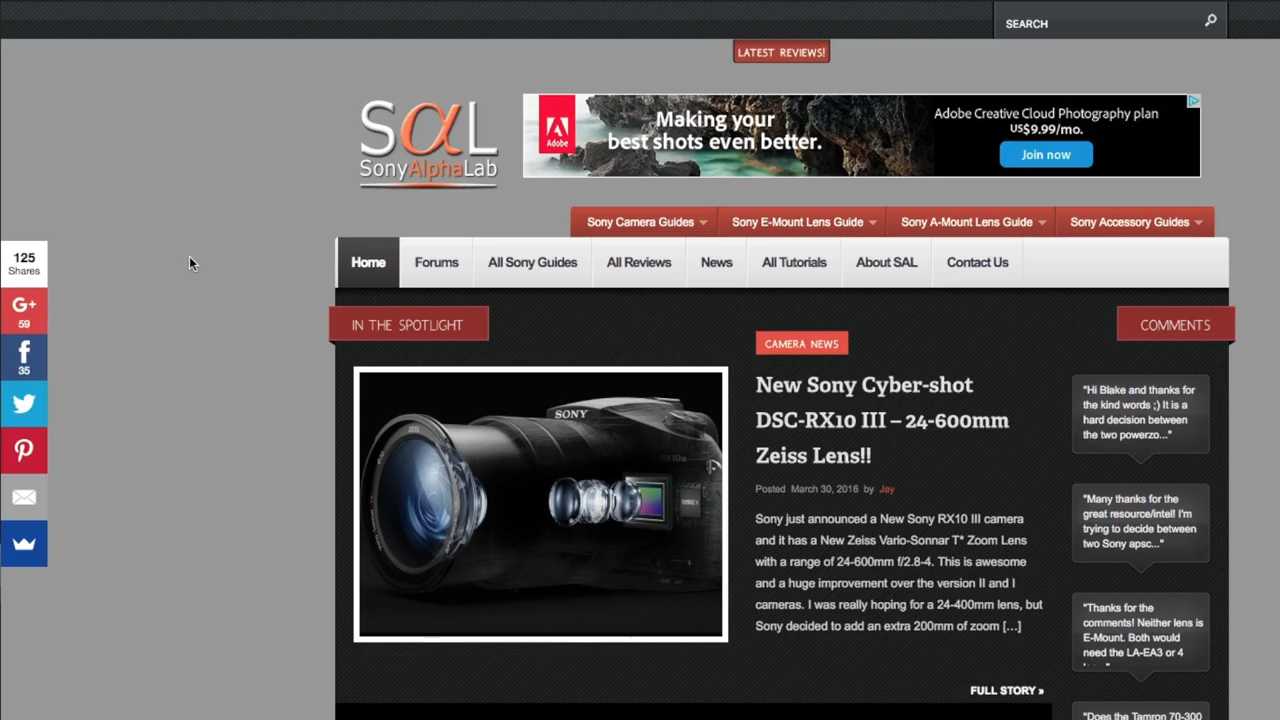 SEARCH
LATEST REVIEWS!
SαL
SonyAlphaLab
Adobe
Making your
best shots even better.
Adobe Creative Cloud Photography plan
US$9.99/mo.
Join now
Sony Camera Guides
Sony E-Mount Lens Guide
Sony A-Mount Lens Guide
Sony Accessory Guides
Home
Forums
All Sony Guides
All Reviews
News
All Tutorials
About SAL
Contact Us
125
Shares
G+
59
f
35
IN THE SPOTLIGHT
SONY
CAMERA NEWS
New Sony Cyber-shot
DSC-RX10 III – 24-600mm
Zeiss Lens!!
Posted March 30, 2016 by Jay
Sony just announced a New Sony RX10 III camera
and it has a New Zeiss Vario-Sonnar T* Zoom Lens
with a range of 24-600mm f/2.8-4. This is awesome
and a huge improvement over the version II and I
cameras. I was really hoping for a 24-400mm lens, but
Sony decided to add an extra 200mm of zoom […]
FULL STORY »
COMMENTS
"Hi Blake and thanks for
the kind words ;) It is a
hard decision between
the two powerzo..."
"Many thanks for the
great resource/intel! I'm
trying to decide between
two Sony apsc..."
"Thanks for the
comments! Neither lens is
E-Mount. Both would
need the LA-EA3 or 4
"Does the Tamron 70-300